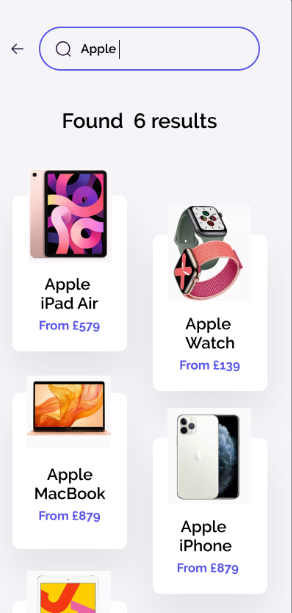 Apple
Found 6 results
Apple
iPad Air
From £579
Apple
Watch
From £139
Apple
MacBook
From £879
Apple
iPhone
From £879